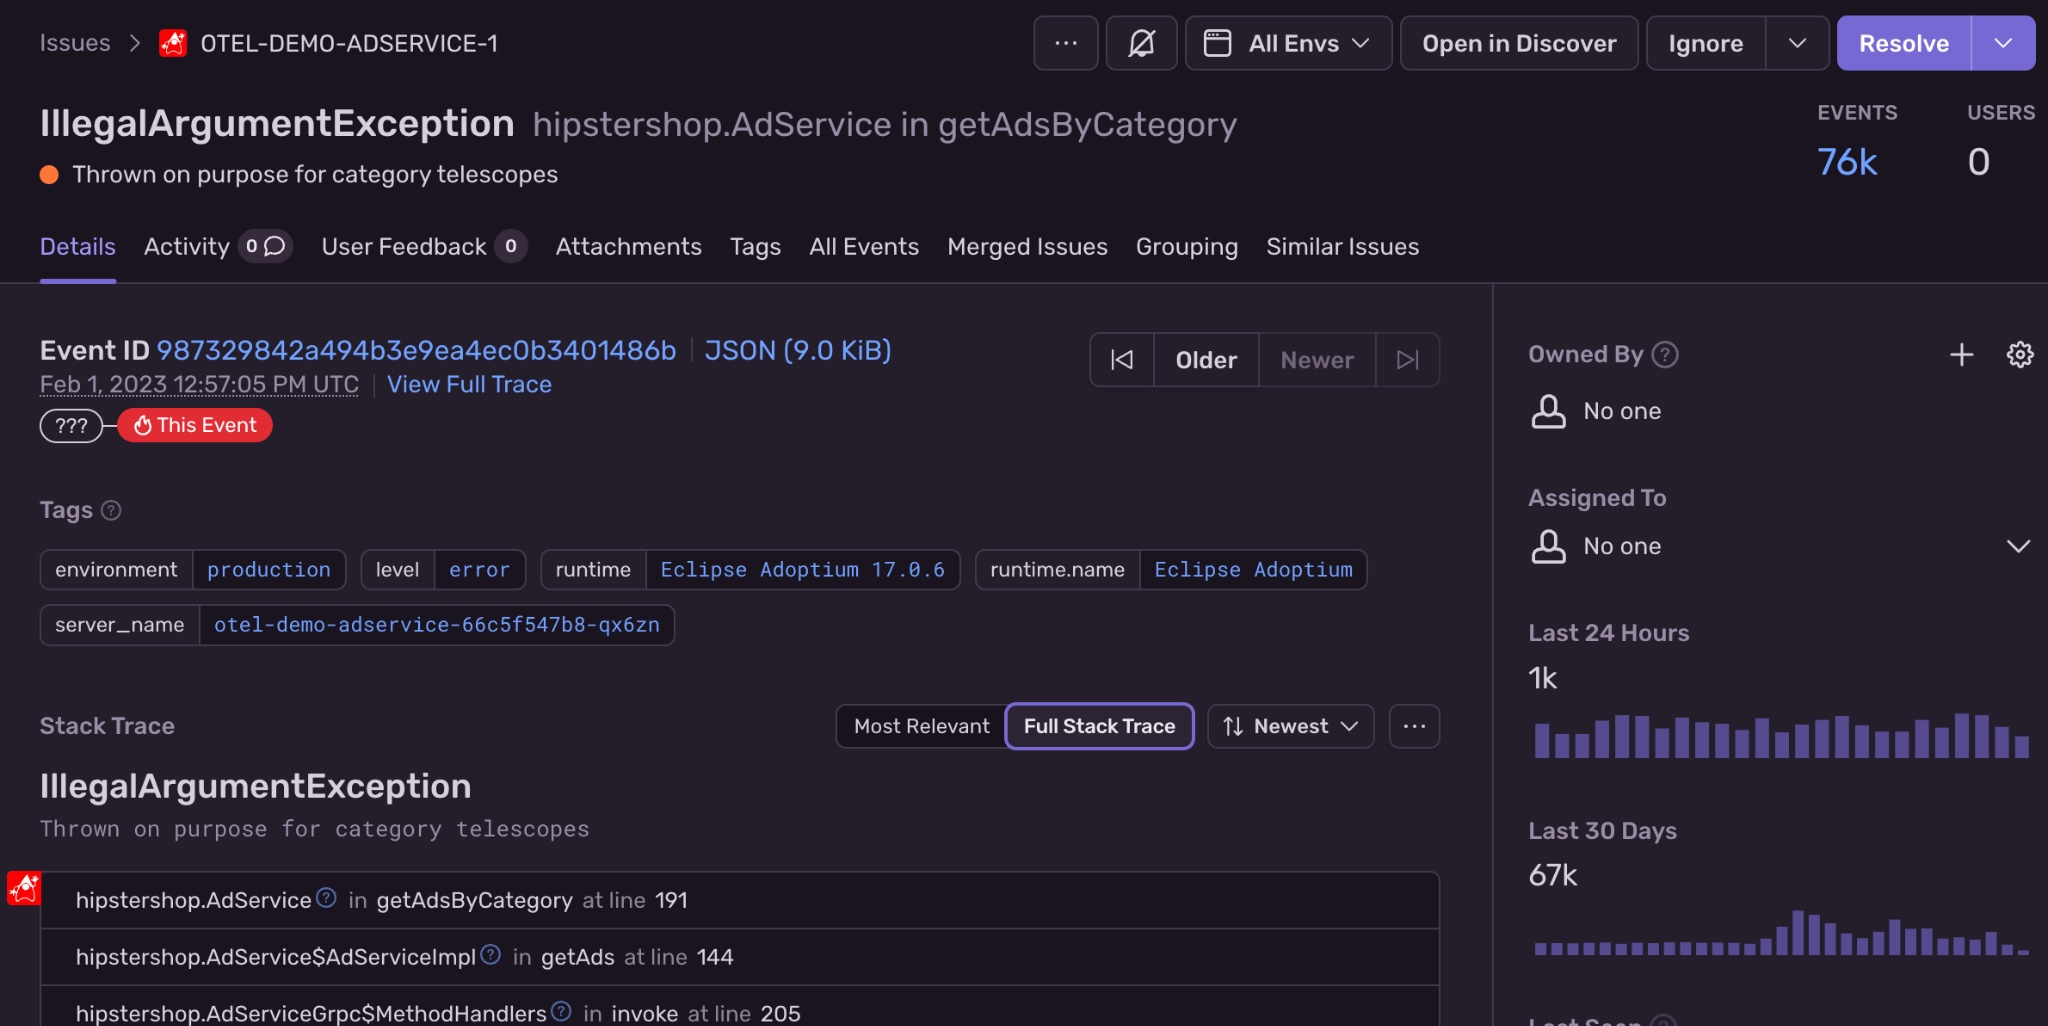 Issues > OTEL-DEMO-ADSERVICE-1 ... All Envs Open in Discover Ignore Resolve
IllegalArgumentException hipstershop.AdService in getAdsByCategory
EVENTS USERS
76k 0
Thrown on purpose for category telescopes
Details Activity 0 User Feedback 0 Attachments Tags All Events Merged Issues Grouping Similar Issues
Event ID 987329842a494b3e9ea4ec0b3401486b | JSON (9.0 KiB)
Feb 1, 2023 12:57:05 PM UTC | View Full Trace
Older Newer
??? This Event
Tags ?
environment production level error runtime Eclipse Adoptium 17.0.6 runtime.name Eclipse Adoptium
server_name otel-demo-adservice-66c5f547b8-qx6zn
Stack Trace Most Relevant Full Stack Trace Newest ...
IllegalArgumentException
Thrown on purpose for category telescopes
hipstershop.AdService ? in getAdsByCategory at line 191
hipstershop.AdService$AdServiceImpl ? in getAds at line 144
hipstershop.AdServiceGrpc$MethodHandlers ? in invoke at line 205
Owned By ?
No one
Assigned To
No one
Last 24 Hours
1k
Last 30 Days
67k
Last Seen ?